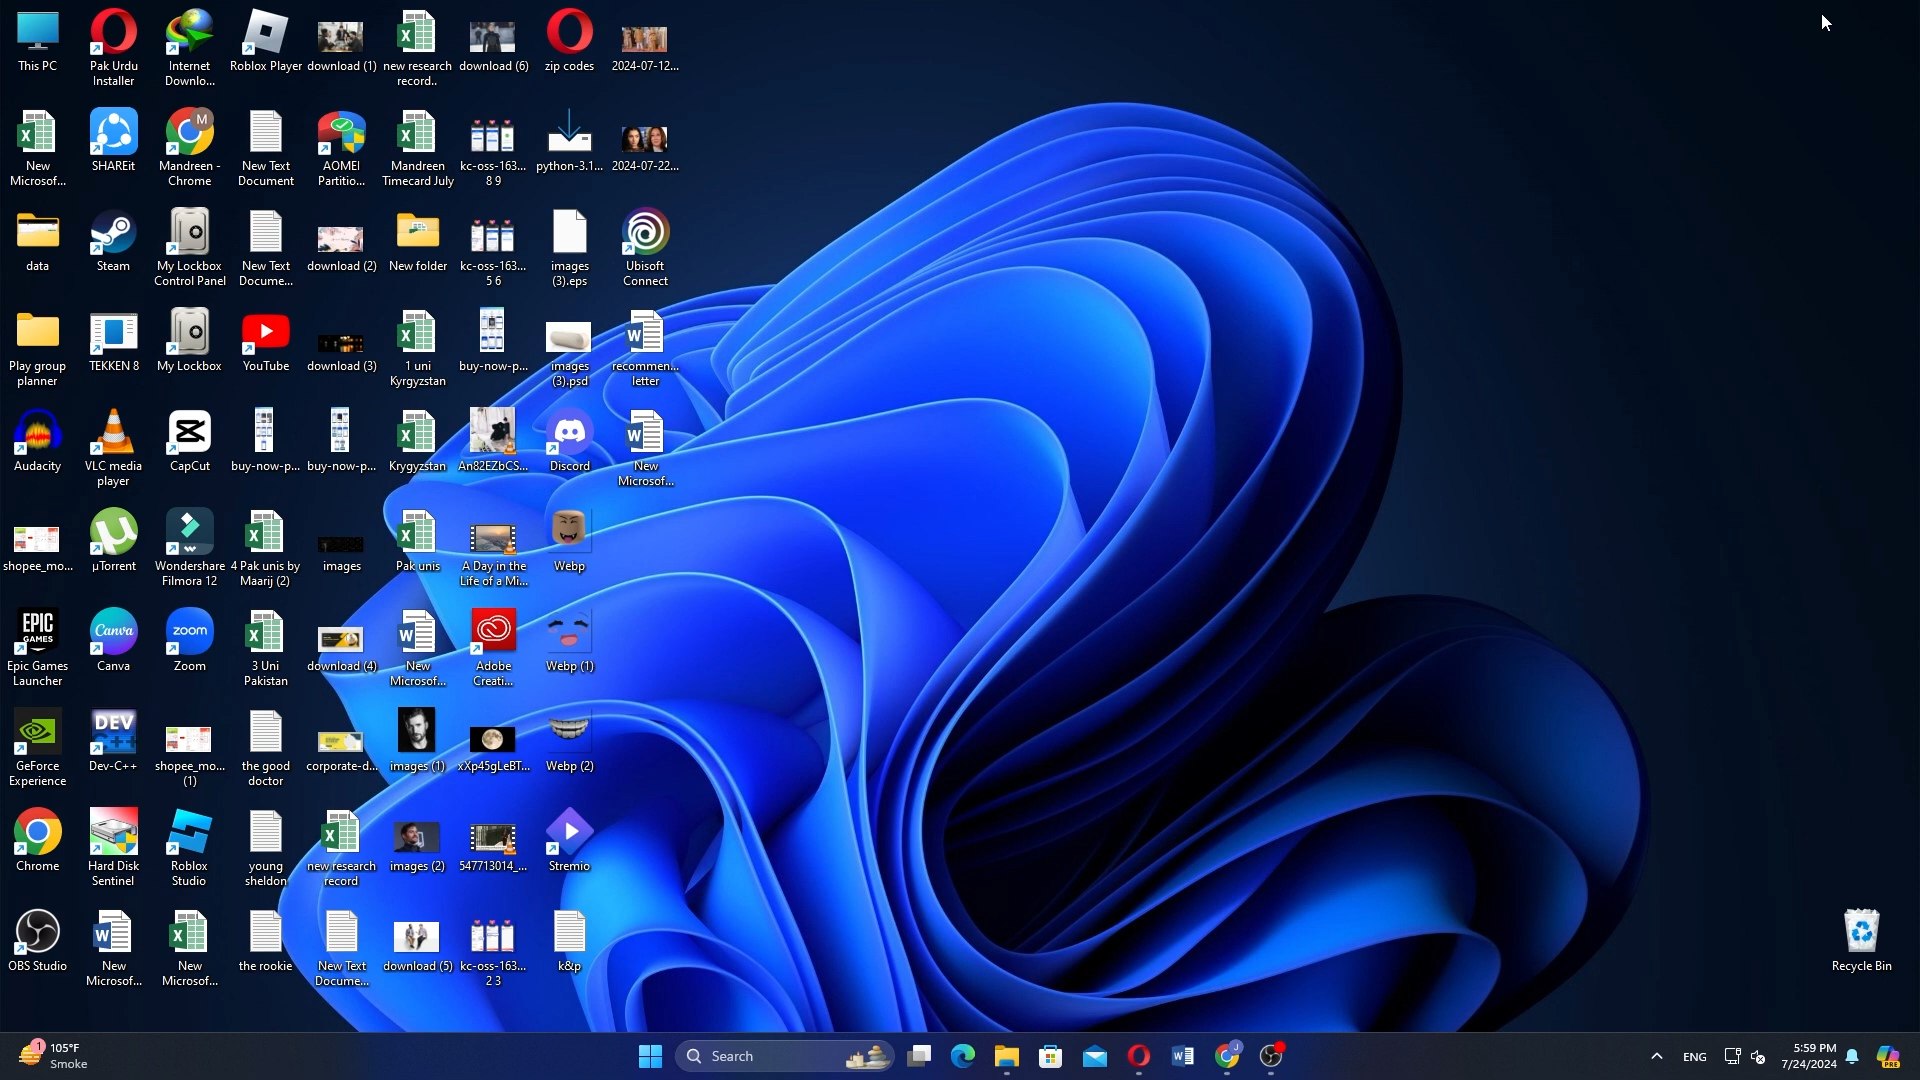 This PC
Pak Urdu
Installer
Internet
Downlo...
Roblox Player
download (1)
new research
record..
download (6)
zip codes
2024-07-12...
New
Microsof...
SHAREit
M
Mandreen -
Chrome
New Text
Document
AOMEI
Partitio...
Mandreen
Timecard July
kc-oss-163...
8 9
python-3.1...
2024-07-22...
data
Steam
My Lockbox
Control Panel
New Text
Docume...
download (2)
New folder
kc-oss-163...
5 6
images
(3).eps
Ubisoft
Connect
Play group
planner
TEKKEN 8
My Lockbox
YouTube
download (3)
1 uni
Kyrgyzstan
buy-now-p...
images
(3).psd
recommen...
letter
Audacity
VLC media
player
CapCut
buy-now-p...
buy-now-p...
Krygyzstan
An82EZbCS...
Discord
New
Microsof...
shopee_mo...
µTorrent
Wondershare
Filmora 12
4 Pak unis by
Maarij (2)
images
Pak unis
A Day in the
Life of a Mi...
Webp
EPIC
GAMES
Epic Games
Launcher
Canva
Canva
zoom
Zoom
3 Uni
Pakistan
download (4)
New
Microsof...
Adobe
Creati...
Webp (1)
GeForce
Experience
DEV
C++
Dev-C++
shopee_mo...
(1)
the good
doctor
corporate-d...
images (1)
xXp45gLeBT...
Webp (2)
Chrome
Hard Disk
Sentinel
Roblox
Studio
young
sheldon
new research
record
images (2)
547713014_...
Stremio
OBS Studio
New
Microsof...
New
Microsof...
the rookie
New Text
Docume...
download (5)
kc-oss-163...
2 3
k&p
Recycle Bin
1
105°F
Smoke
Search
J
ENG
5:59 PM
7/24/2024
PRE